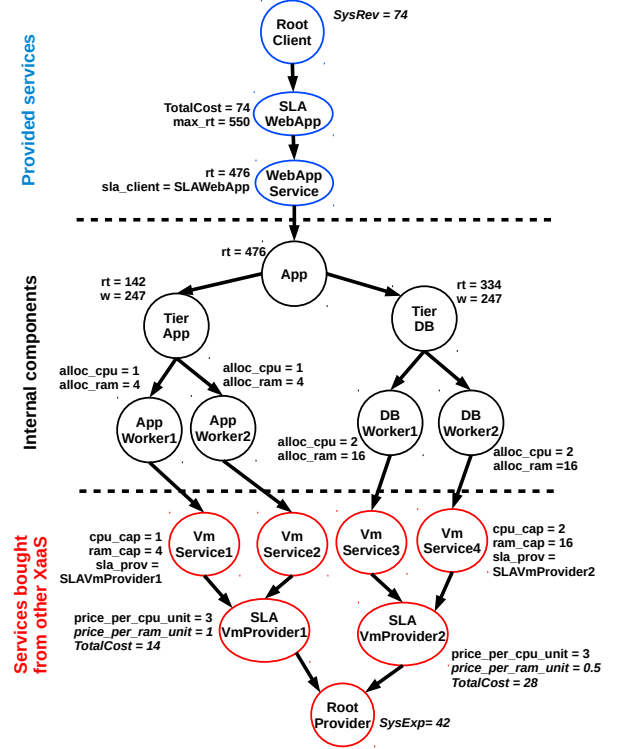 Root
Client
SysRev = 74
Provided services
TotalCost = 74
max_rt = 550
SLA
WebApp
rt = 476
sla_client = SLAWebApp
WebApp
Service
rt = 476
App
Internal components
rt = 142
w = 247
Tier
App
rt = 334
w = 247
Tier
DB
alloc_cpu = 1
alloc_ram = 4
alloc_cpu = 1
alloc_ram = 4
App
Worker1
App
Worker2
DB
Worker1
DB
Worker2
alloc_cpu = 2
alloc_ram = 16
alloc_cpu = 2
alloc_ram =16
Services bought
from other XaaS
cpu_cap = 1
ram_cap = 4
sla_prov =
SLAVmProvider1
Vm
Service1
Vm
Service2
Vm
Service3
Vm
Service4
cpu_cap = 2
ram_cap = 16
sla_prov =
SLAVmProvider2
price_per_cpu_unit = 3
price_per_ram_unit = 1
TotalCost = 14
SLA
VmProvider1
SLA
VmProvider2
price_per_cpu_unit = 3
price_per_ram_unit = 0.5
TotalCost = 28
Root
Provider
SysExp= 42